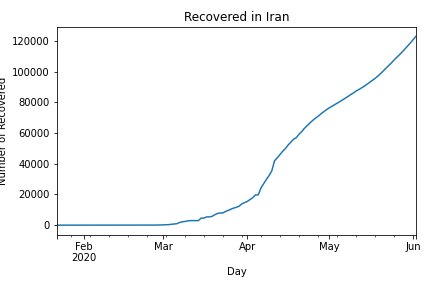 Recovered in Iran
Number of Recovered
120000
100000
80000
60000
40000
20000
0
Feb
2020
Mar
Apr
May
Jun
Day